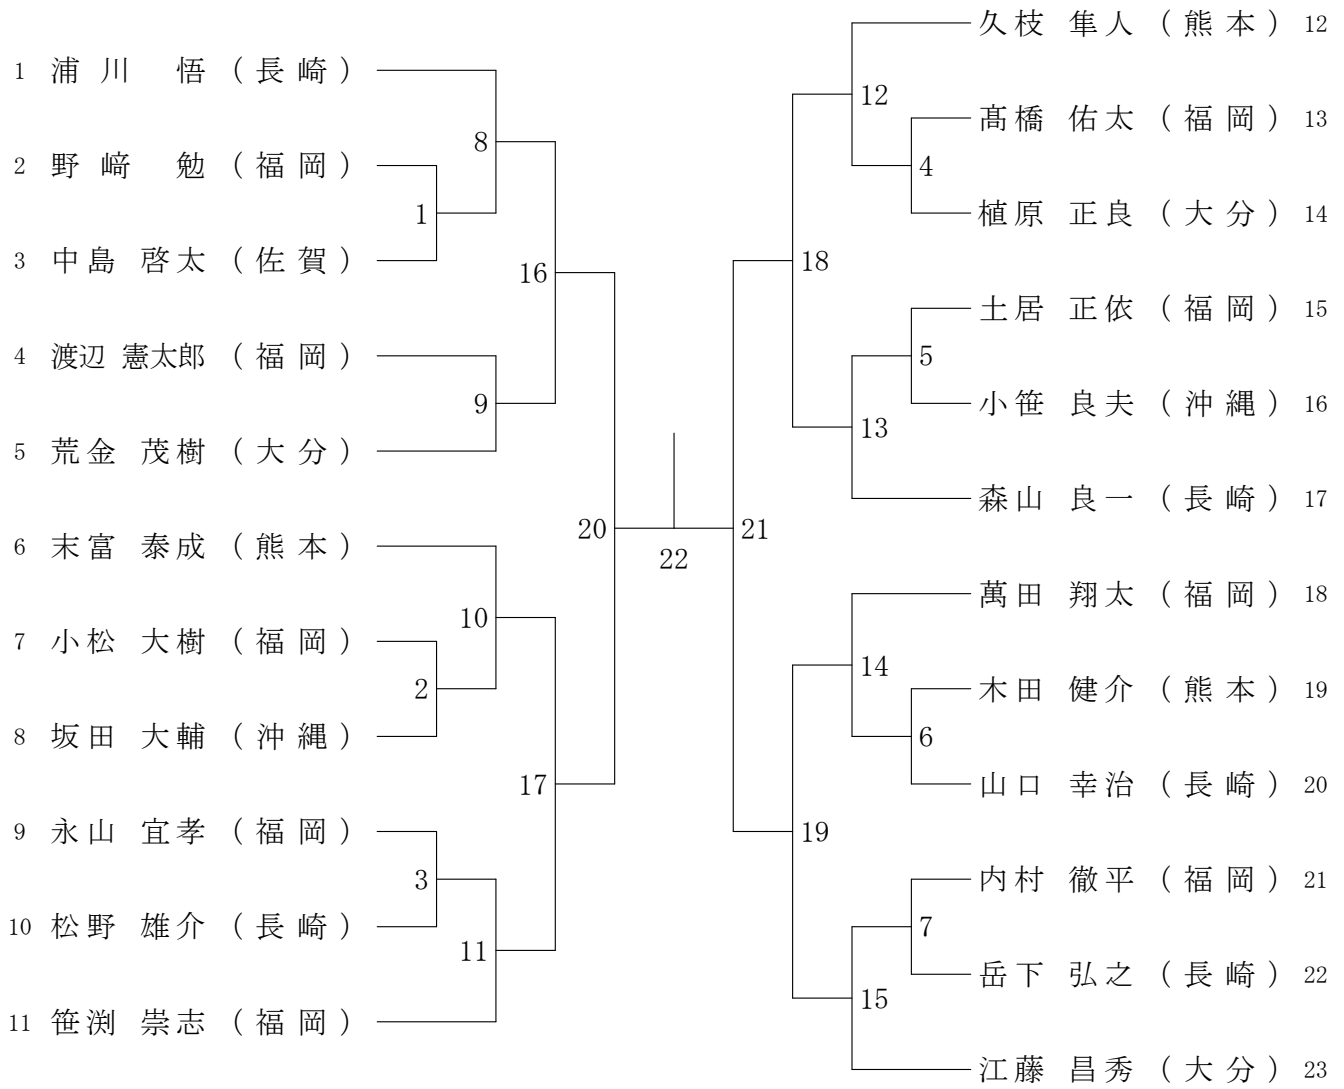 1 浦川 悟 (長崎)
2 野﨑 勉 (福岡)
3 中島 啓太 (佐賀)
4 渡辺 憲太郎 (福岡)
5 荒金 茂樹 (大分)
6 末富 泰成 (熊本)
7 小松 大樹 (福岡)
8 坂田 大輔 (沖縄)
9 永山 宜孝 (福岡)
10 松野 雄介 (長崎)
11 笹渕 崇志 (福岡)
8
1
16
9
20
10
2
17
3
11
22
久枝 隼人 (熊本) 12
髙橋 佑太 (福岡) 13
植原 正良 (大分) 14
土居 正依 (福岡) 15
小笹 良夫 (沖縄) 16
森山 良一 (長崎) 17
萬田 翔太 (福岡) 18
木田 健介 (熊本) 19
山口 幸治 (長崎) 20
内村 徹平 (福岡) 21
岳下 弘之 (長崎) 22
江藤 昌秀 (大分) 23
12
4
18
5
13
21
14
6
19
7
15